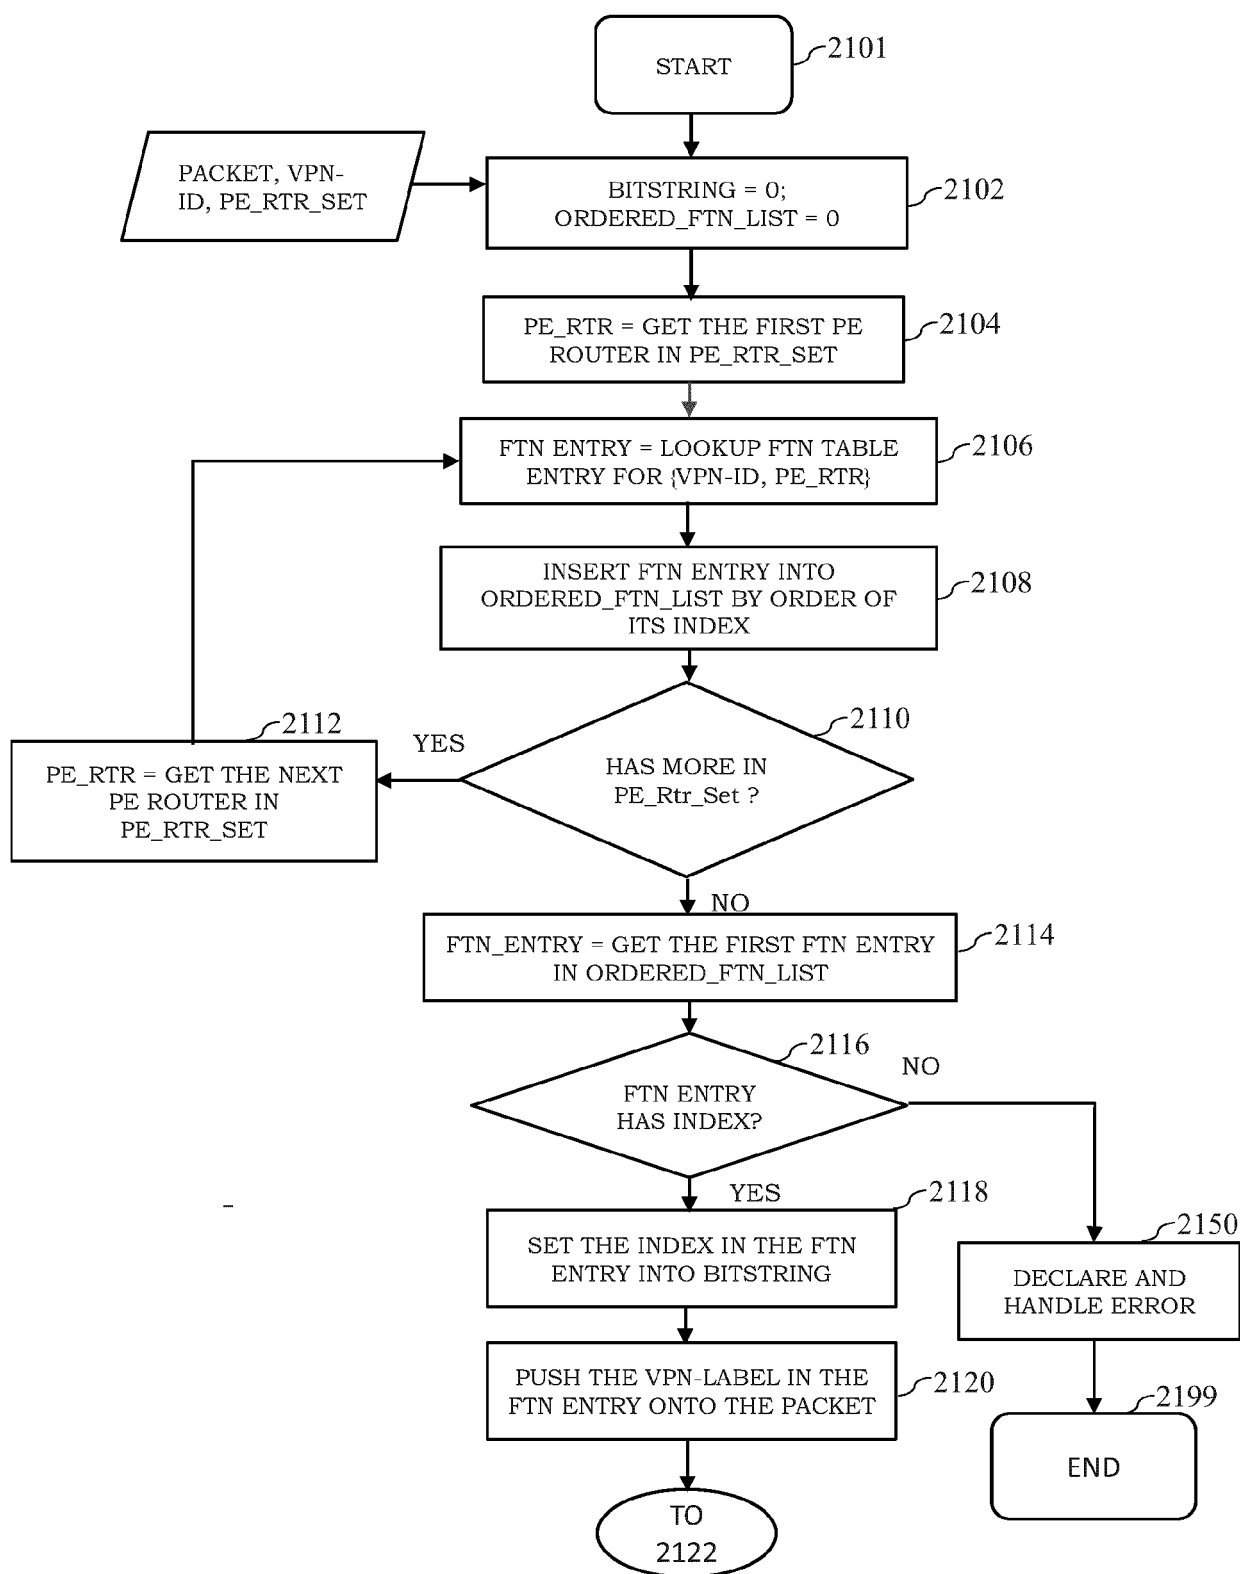 START
2101
PACKET, VPN-
ID, PE_RTR_SET
BITSTRING = 0;
ORDERED_FTN_LIST = 0
2102
PE_RTR = GET THE FIRST PE
ROUTER IN PE_RTR_SET
2104
FTN ENTRY = LOOKUP FTN TABLE
ENTRY FOR {VPN-ID, PE_RTR}
2106
INSERT FTN ENTRY INTO
ORDERED_FTN_LIST BY ORDER OF
ITS INDEX
2108
HAS MORE IN
PE_Rtr_Set ?
2110
YES
2112
PE_RTR = GET THE NEXT
PE ROUTER IN
PE_RTR_SET
NO
FTN_ENTRY = GET THE FIRST FTN ENTRY
IN ORDERED_FTN_LIST
2114
FTN ENTRY
HAS INDEX?
2116
NO
YES
2118
SET THE INDEX IN THE FTN
ENTRY INTO BITSTRING
2150
DECLARE AND
HANDLE ERROR
PUSH THE VPN-LABEL IN THE
FTN ENTRY ONTO THE PACKET
2120
2199
END
TO
2122